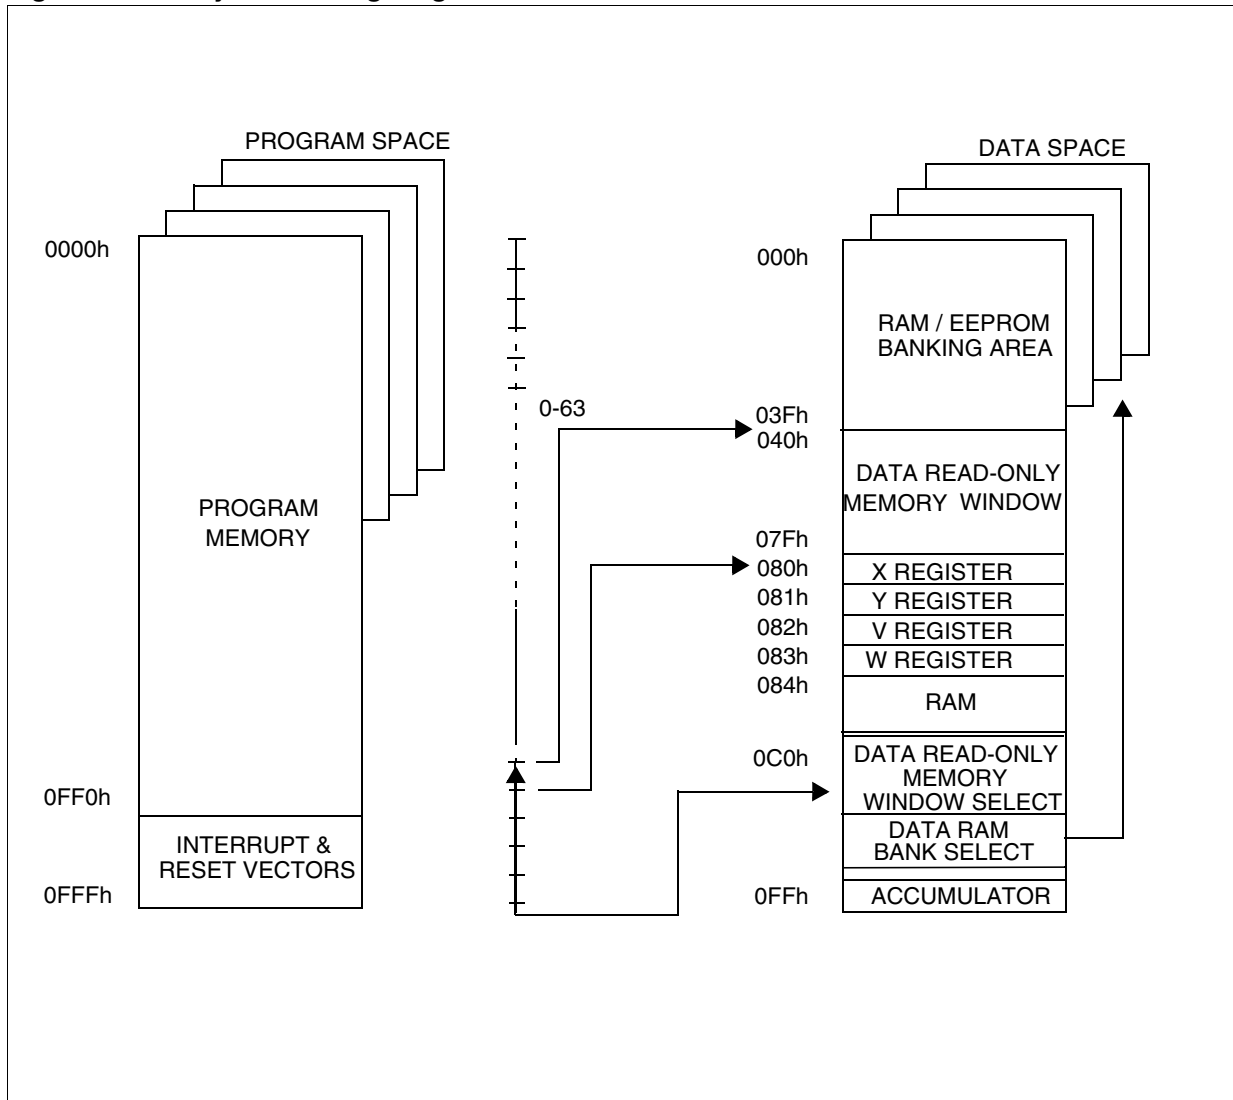 PROGRAM SPACE
0000h
PROGRAM
MEMORY
0FF0h
INTERRUPT &
RESET VECTORS
0FFFh
0-63
DATA SPACE
000h
RAM / EEPROM
BANKING AREA
03Fh
040h
DATA READ-ONLY
MEMORY WINDOW
07Fh
080h
X REGISTER
081h
Y REGISTER
082h
V REGISTER
083h
W REGISTER
084h
RAM
0C0h
DATA READ-ONLY
MEMORY
WINDOW SELECT
DATA RAM
BANK SELECT
0FFh
ACCUMULATOR